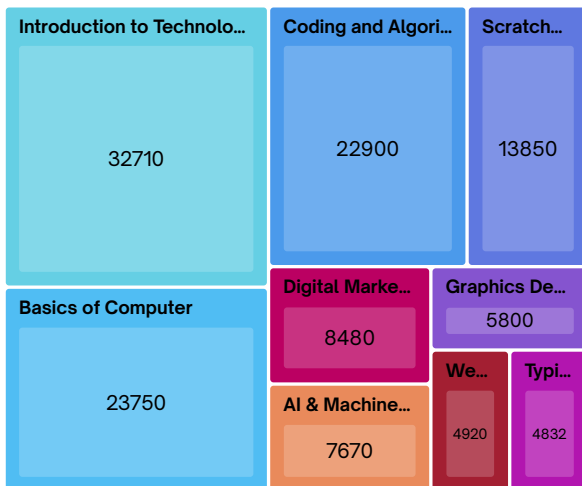 Introduction to Technolo...
32710
Coding and Algori...
22900
Scratch...
13850
Basics of Computer
23750
Digital Marke...
8480
Graphics De...
5800
AI & Machine...
7670
We...
4920
Typi...
4832